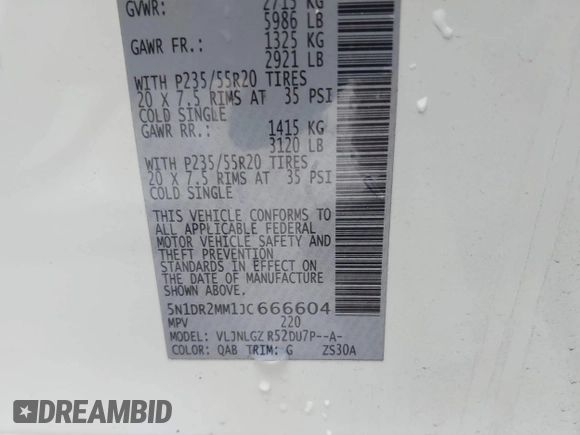 GVWR: 2715 KG
5986 LB
GAWR FR.: 1325 KG
2921 LB
WITH P235/55R20 TIRES
20 X 7.5 RIMS AT 35 PSI
COLD SINGLE
GAWR RR.: 1415 KG
3120 LB
WITH P235/55R20 TIRES
20 X 7.5 RIMS AT 35 PSI
COLD SINGLE
THIS VEHICLE CONFORMS TO
ALL APPLICABLE FEDERAL
MOTOR VEHICLE SAFETY AND
THEFT PREVENTION
STANDARDS IN EFFECT ON
THE DATE OF MANUFACTURE
SHOWN ABOVE.
5N1DR2MM1JC666604
MPV 220
MODEL: VLJNLGZ R52DU7P--A-
COLOR: QAB TRIM: G ZS30A
DREAMBID